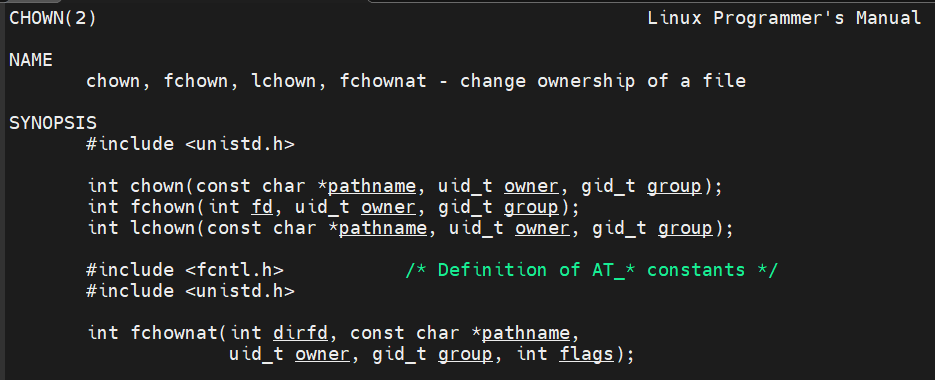 CHOWN(2) Linux Programmer's Manual
NAME
chown, fchown, lchown, fchownat - change ownership of a file
SYNOPSIS
#include <unistd.h>
int chown(const char *pathname, uid_t owner, gid_t group);
int fchown(int fd, uid_t owner, gid_t group);
int lchown(const char *pathname, uid_t owner, gid_t group);
#include <fcntl.h> /* Definition of AT_* constants */
#include <unistd.h>
int fchownat(int dirfd, const char *pathname,
uid_t owner, gid_t group, int flags);